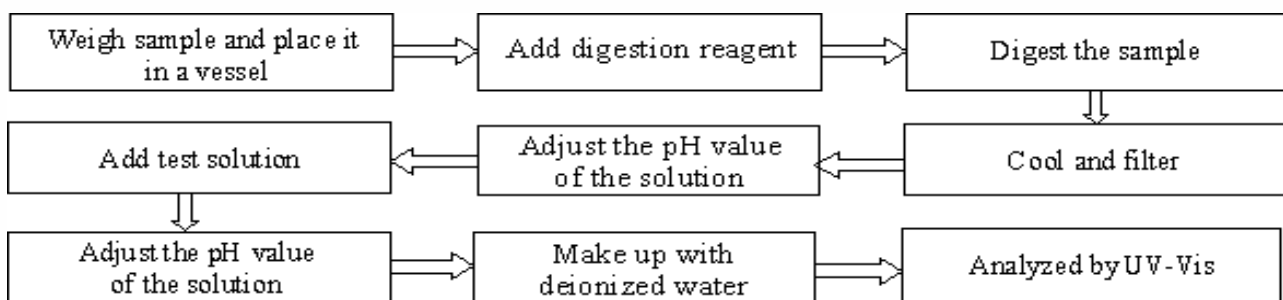 Weigh sample and place it
in a vessel
Add digestion reagent
Digest the sample
Add test solution
Adjust the pH value
of the solution
Cool and filter
Adjust the pH value
of the solution
Make up with
deionized water
Analyzed by UV-Vis